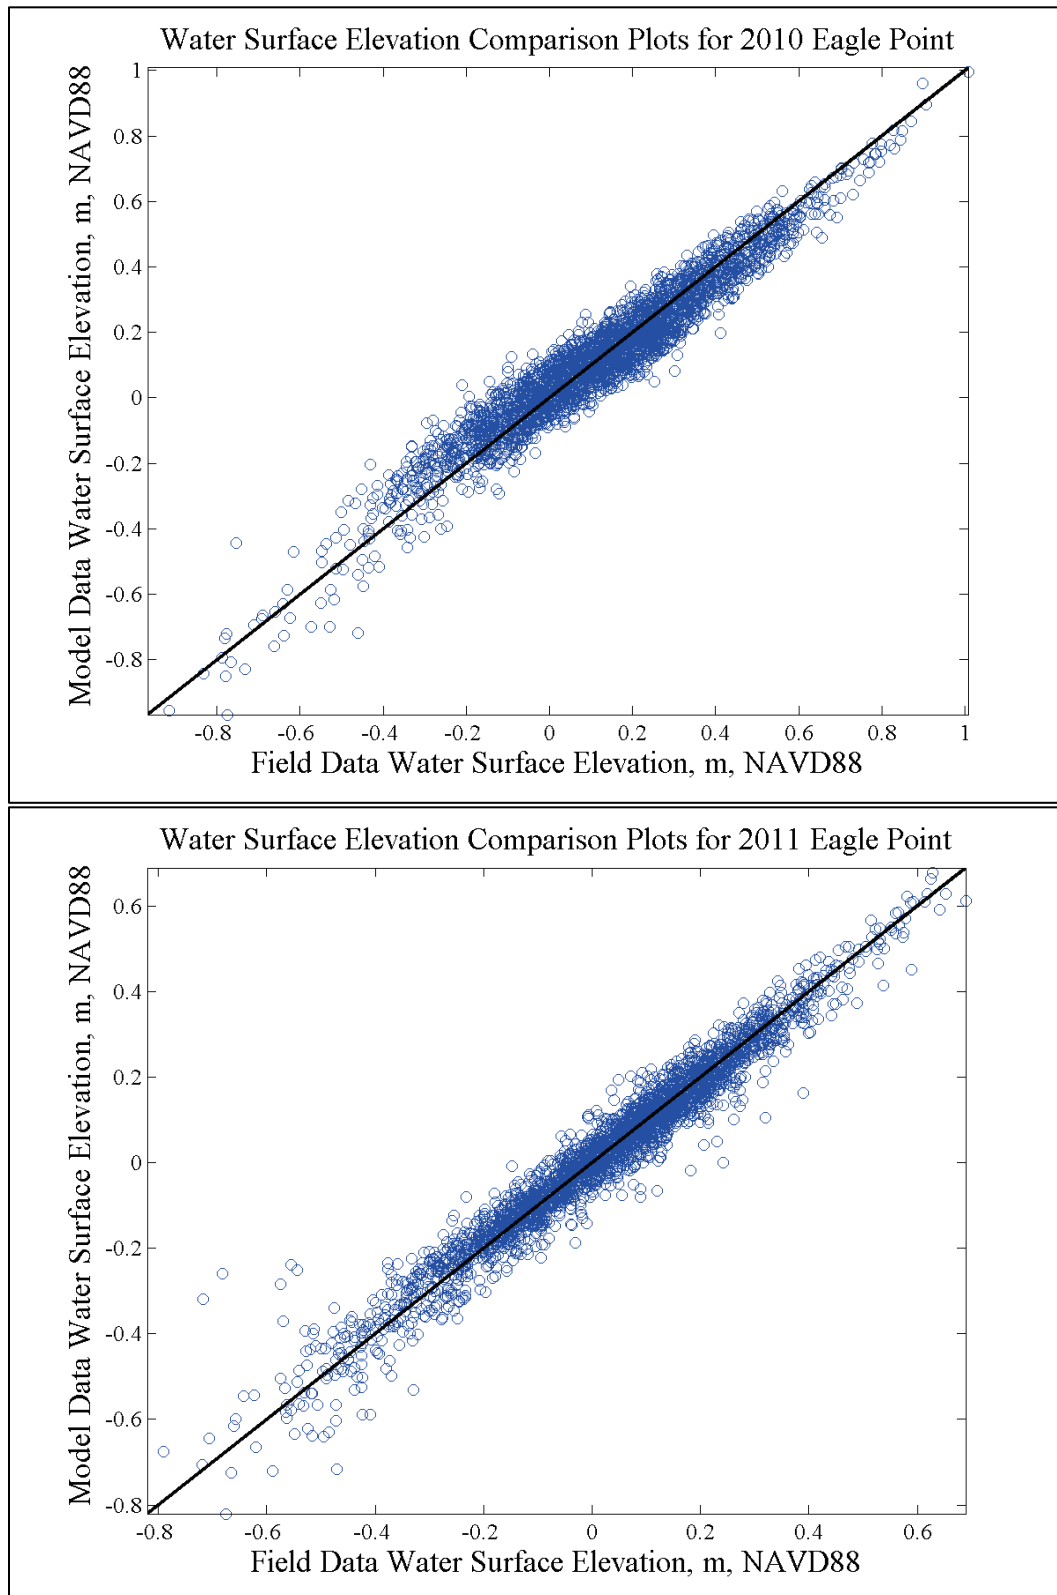 Water Surface Elevation Comparison Plots for 2010 Eagle Point
Model Data Water Surface Elevation, m, NAVD88
1
0.8
0.6
0.4
0.2
0
-0.2
-0.4
-0.6
-0.8
-0.8 -0.6 -0.4 -0.2 0 0.2 0.4 0.6 0.8 1
Field Data Water Surface Elevation, m, NAVD88
Water Surface Elevation Comparison Plots for 2011 Eagle Point
Model Data Water Surface Elevation, m, NAVD88
0.6
0.4
0.2
0
-0.2
-0.4
-0.6
-0.8
-0.8 -0.6 -0.4 -0.2 0 0.2 0.4 0.6
Field Data Water Surface Elevation, m, NAVD88